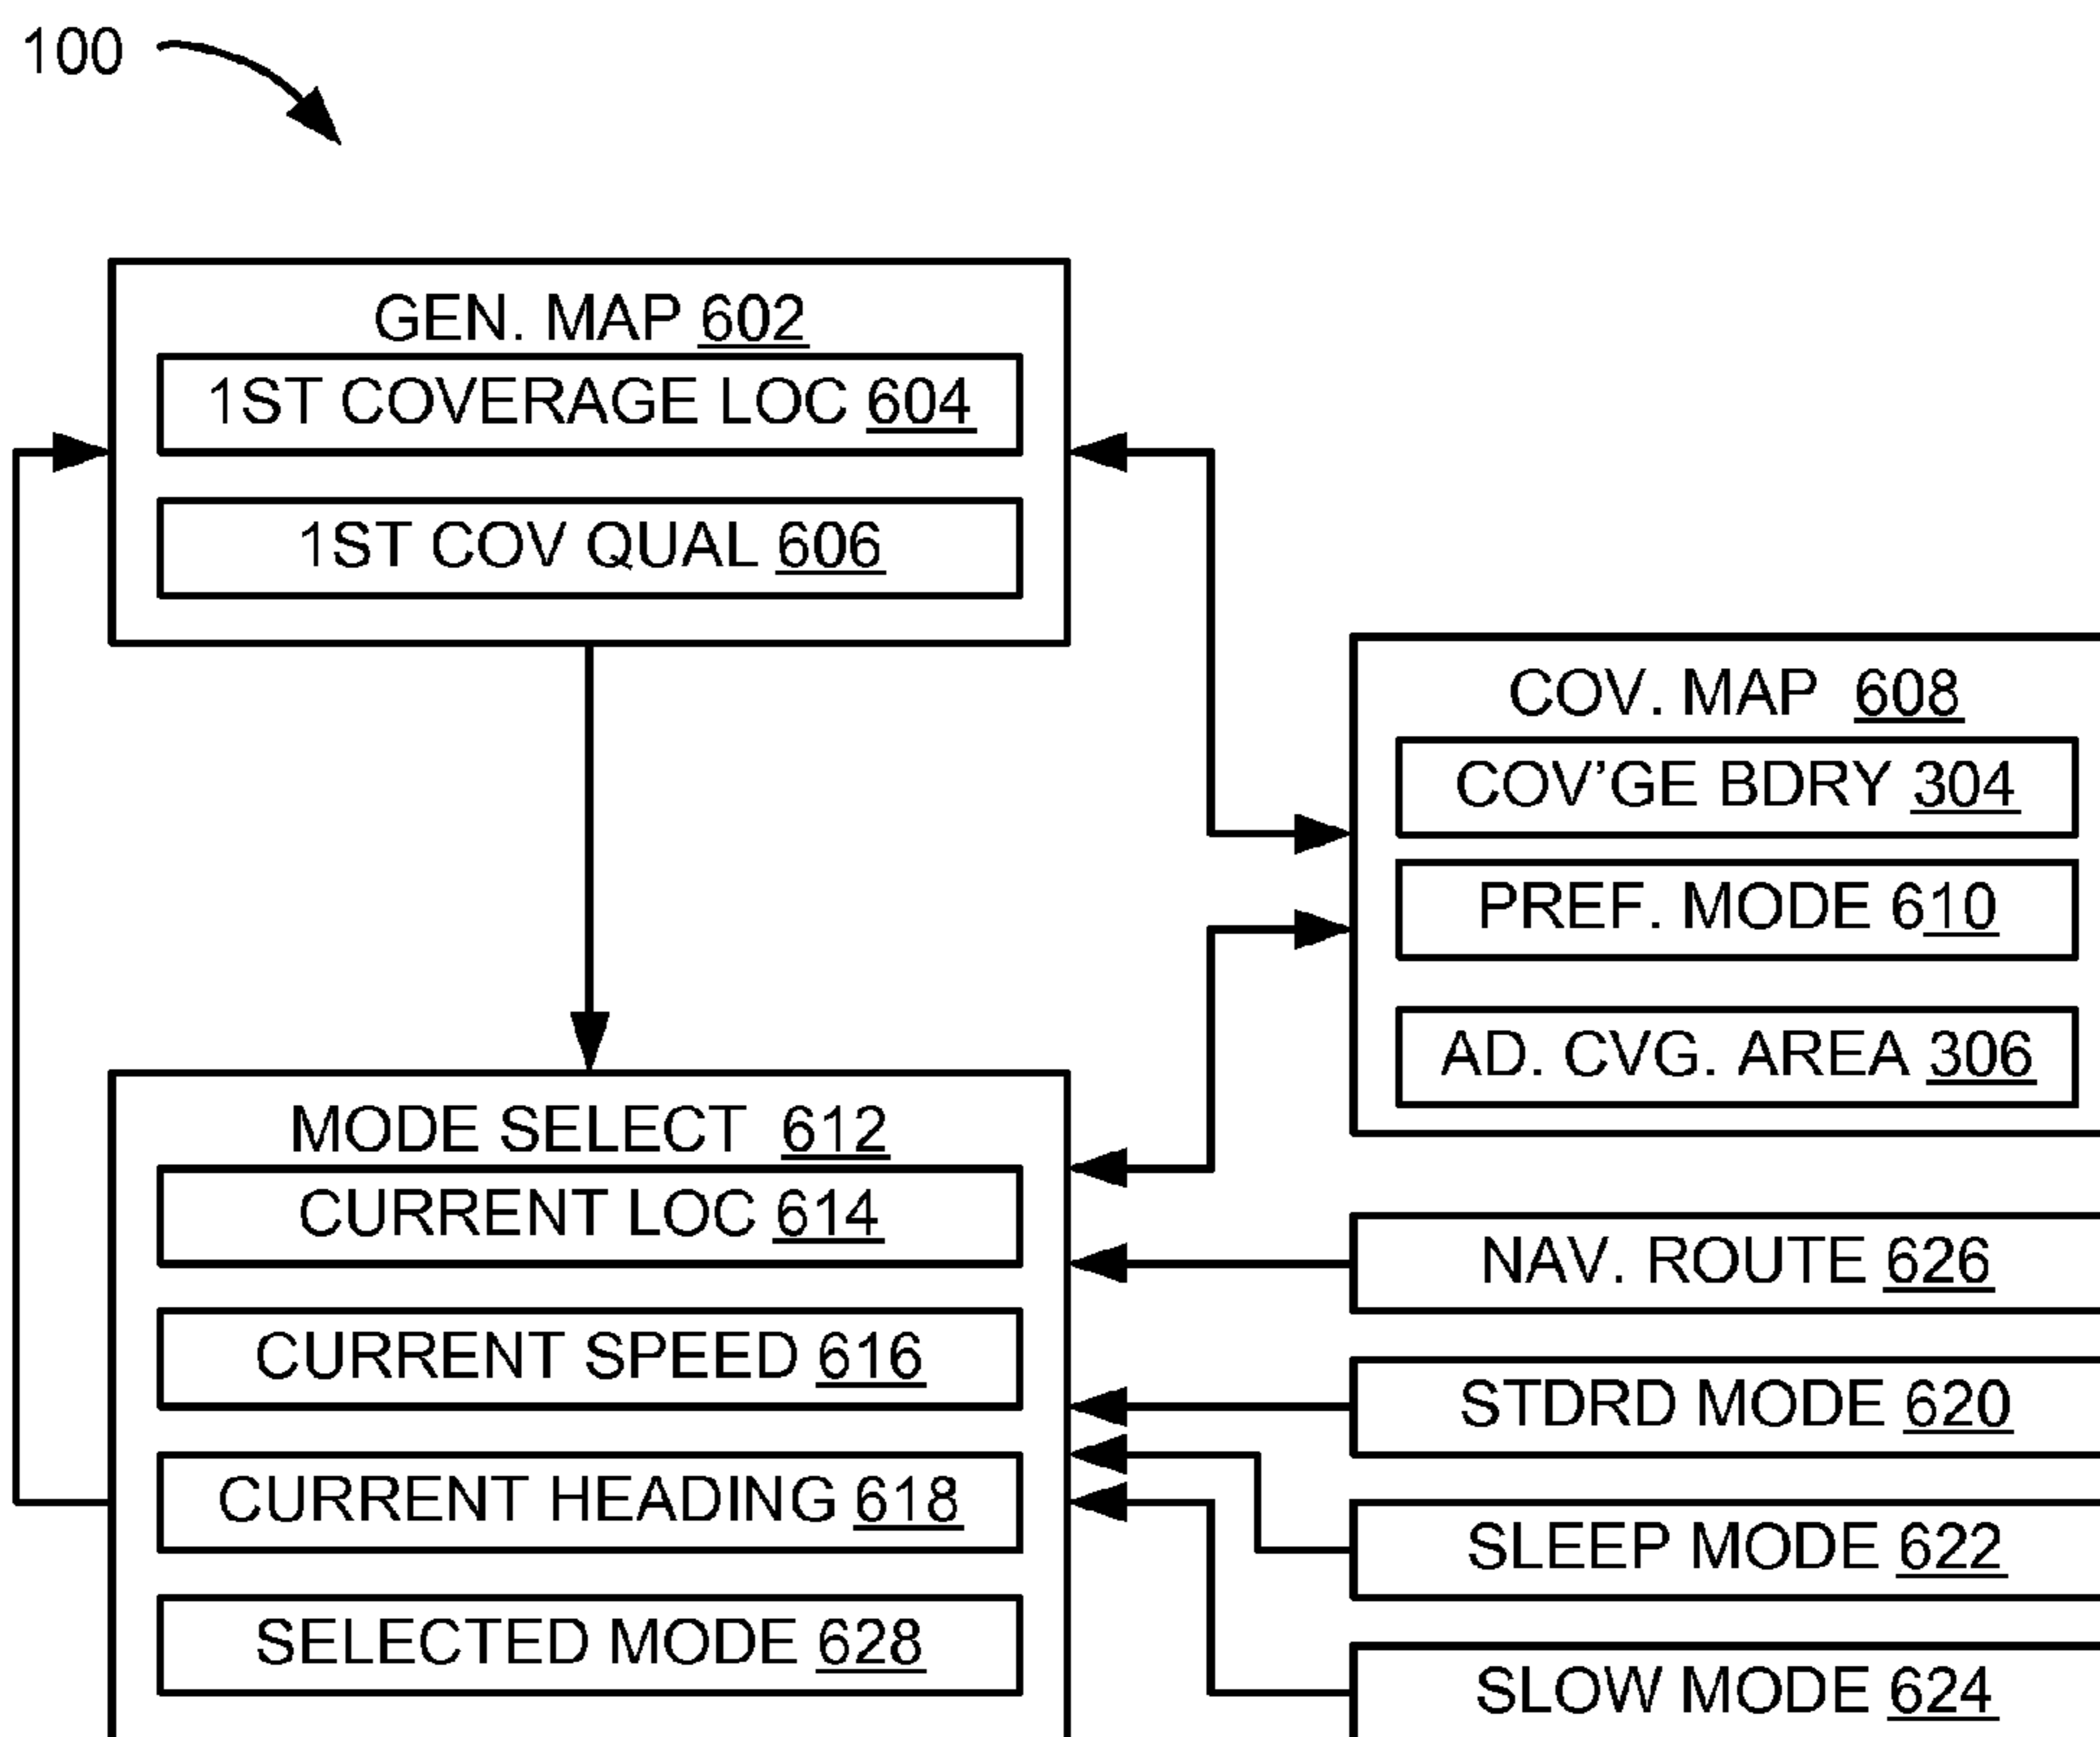 100
GEN. MAP 602
1ST COVERAGE LOC 604
1ST COV QUAL 606
COV. MAP 608
COV'GE BDRY 304
PREF. MODE 610
AD. CVG. AREA 306
MODE SELECT 612
CURRENT LOC 614
CURRENT SPEED 616
CURRENT HEADING 618
SELECTED MODE 628
NAV. ROUTE 626
STDRD MODE 620
SLEEP MODE 622
SLOW MODE 624